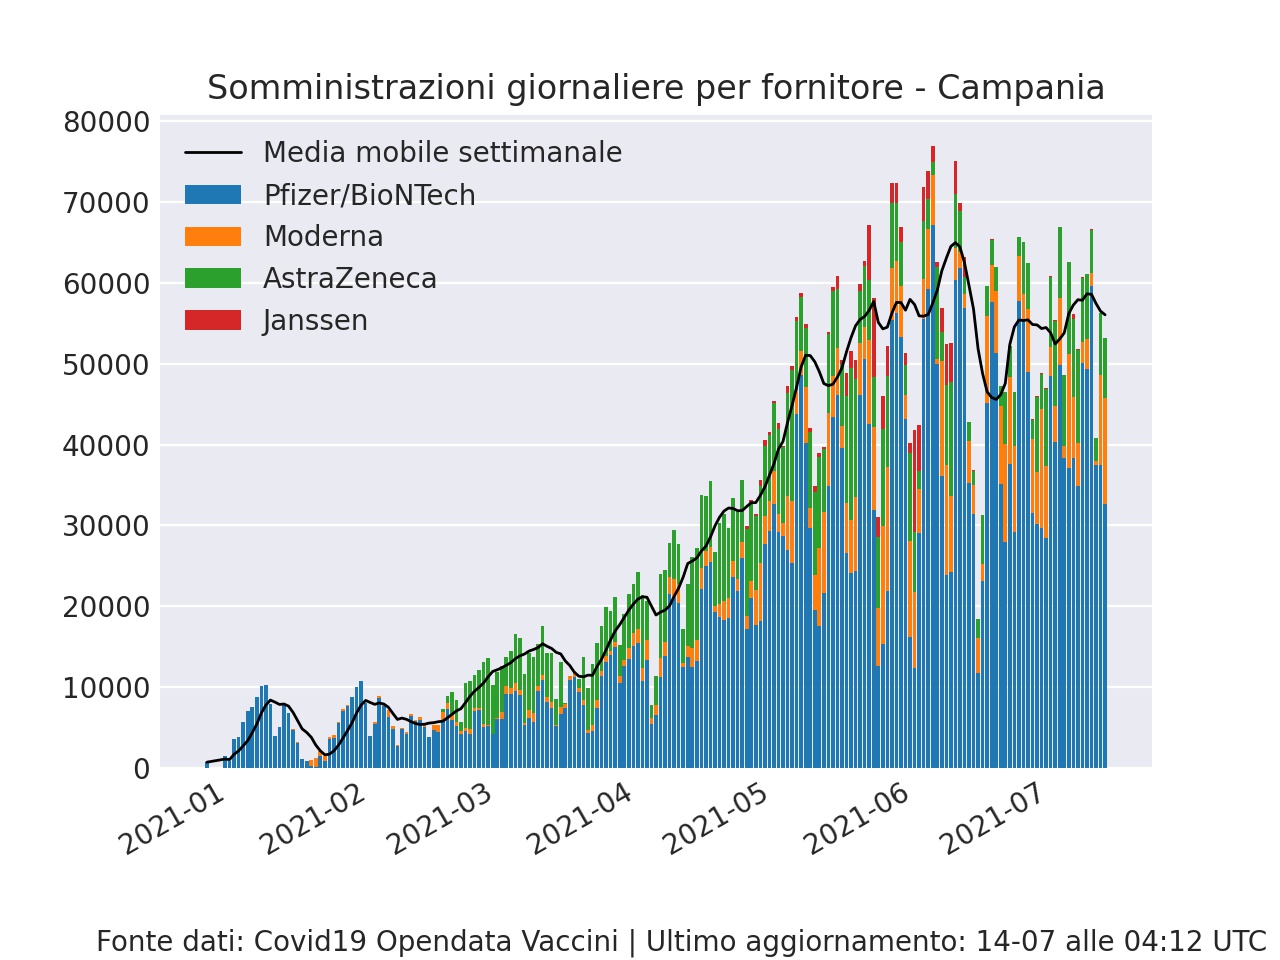 Somministrazioni giornaliere per fornitore - Campania
80000
70000
60000
50000
40000
30000
20000
10000
0
Media mobile settimanale
Pfizer/BioNTech
Moderna
AstraZeneca
Janssen
2021-01
2021-02
2021-03
2021-04
2021-05
2021-06
2021-07
Fonte dati: Covid19 Opendata Vaccini | Ultimo aggiornamento: 14-07 alle 04:12 UTC